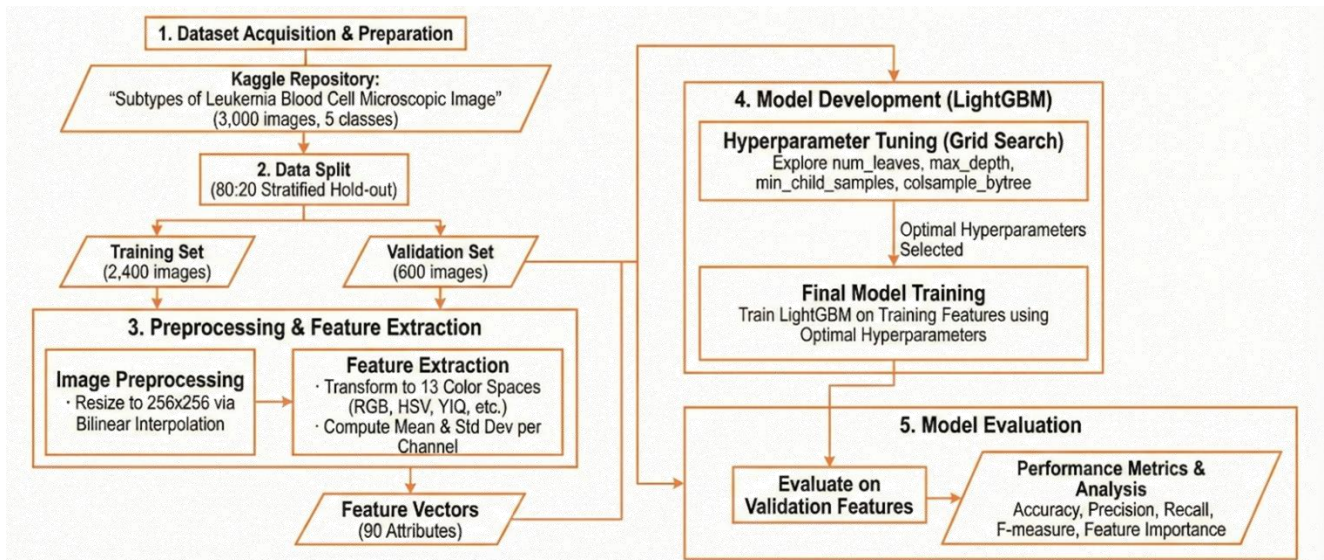 1. Dataset Acquisition & Preparation
Kaggle Repository:
“Subtypes of Leukemia Blood Cell Microscopic Image”
(3,000 images, 5 classes)
2. Data Split
(80:20 Stratified Hold-out)
Training Set
(2,400 images)
Validation Set
(600 images)
3. Preprocessing & Feature Extraction
Image Preprocessing
· Resize to 256x256 via
Bilinear Interpolation
Feature Extraction
· Transform to 13 Color Spaces
(RGB, HSV, YIQ, etc.)
· Compute Mean & Std Dev per
Channel
Feature Vectors
(90 Attributes)
4. Model Development (LightGBM)
Hyperparameter Tuning (Grid Search)
Explore num_leaves, max_depth,
min_child_samples, colsample_bytree
Optimal Hyperparameters
Selected
Final Model Training
Train LightGBM on Training Features using
Optimal Hyperparameters
5. Model Evaluation
Evaluate on
Validation Features
Performance Metrics &
Analysis
Accuracy, Precision, Recall,
F-measure, Feature Importance